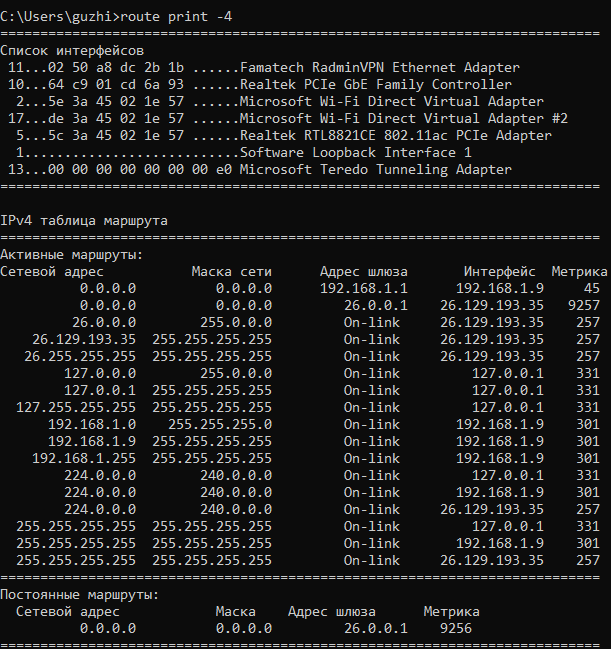 C:\Users\guzhi>route print -4
===========================================================================
Список интерфейсов
 11...02 50 a8 dc 2b 1b ......Famatech RadminVPN Ethernet Adapter
 10...64 c9 01 cd 6a 93 ......Realtek PCIe GbE Family Controller
  2...5e 3a 45 02 1e 57 ......Microsoft Wi-Fi Direct Virtual Adapter
 17...de 3a 45 02 1e 57 ......Microsoft Wi-Fi Direct Virtual Adapter #2
  5...5c 3a 45 02 1e 57 ......Realtek RTL8821CE 802.11ac PCIe Adapter
  1...........................Software Loopback Interface 1
 13...00 00 00 00 00 00 00 e0 Microsoft Teredo Tunneling Adapter
===========================================================================
IPv4 таблица маршрута
===========================================================================
Активные маршруты:
Сетевой адрес           Маска сети      Адрес шлюза       Интерфейс  Метрика
          0.0.0.0          0.0.0.0      192.168.1.1      192.168.1.9     45
          0.0.0.0          0.0.0.0         26.0.0.1    26.129.193.35   9257
         26.0.0.0        255.0.0.0         On-link     26.129.193.35    257
    26.129.193.35  255.255.255.255         On-link     26.129.193.35    257
   26.255.255.255  255.255.255.255         On-link     26.129.193.35    257
        127.0.0.0        255.0.0.0         On-link         127.0.0.1    331
        127.0.0.1  255.255.255.255         On-link         127.0.0.1    331
  127.255.255.255  255.255.255.255         On-link         127.0.0.1    331
      192.168.1.0    255.255.255.0         On-link       192.168.1.9    301
      192.168.1.9  255.255.255.255         On-link       192.168.1.9    301
    192.168.1.255  255.255.255.255         On-link       192.168.1.9    301
        224.0.0.0        240.0.0.0         On-link         127.0.0.1    331
        224.0.0.0        240.0.0.0         On-link       192.168.1.9    301
        224.0.0.0        240.0.0.0         On-link     26.129.193.35    257
  255.255.255.255  255.255.255.255         On-link         127.0.0.1    331
  255.255.255.255  255.255.255.255         On-link       192.168.1.9    301
  255.255.255.255  255.255.255.255         On-link     26.129.193.35    257
===========================================================================
Постоянные маршруты:
  Сетевой адрес            Маска    Адрес шлюза      Метрика
          0.0.0.0          0.0.0.0         26.0.0.1    9256
===========================================================================